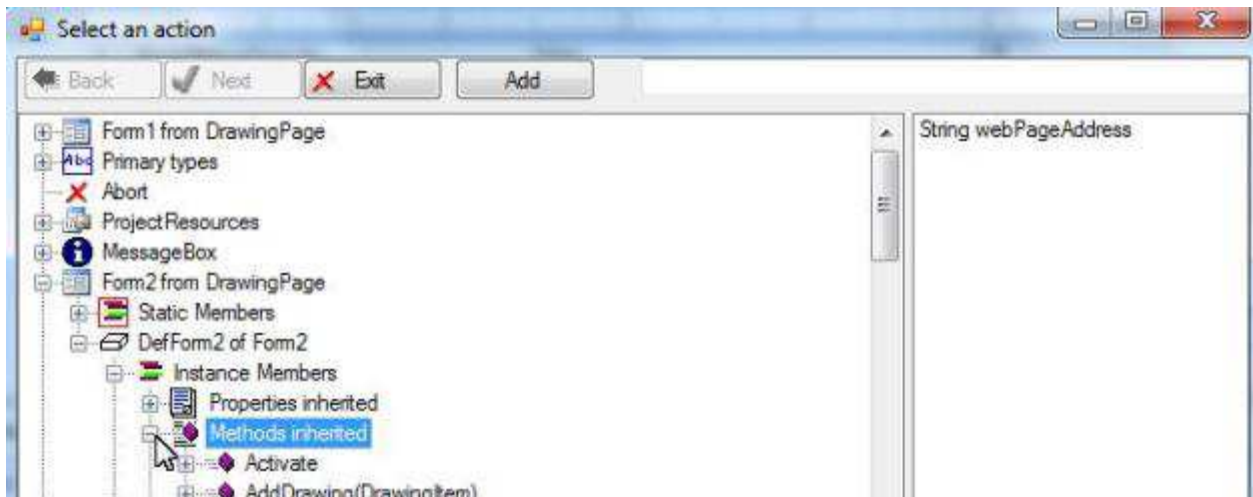 Select an action
Back Next Exit Add
Form1 from DrawingPage
String webPageAddress
Abc Primary types
Abort
ProjectResources
MessageBox
Form2 from DrawingPage
Static Members
DefForm2 of Form2
Instance Members
Properties inherited
Methods inherited
Activate
AddDrawing(DrawingItem)